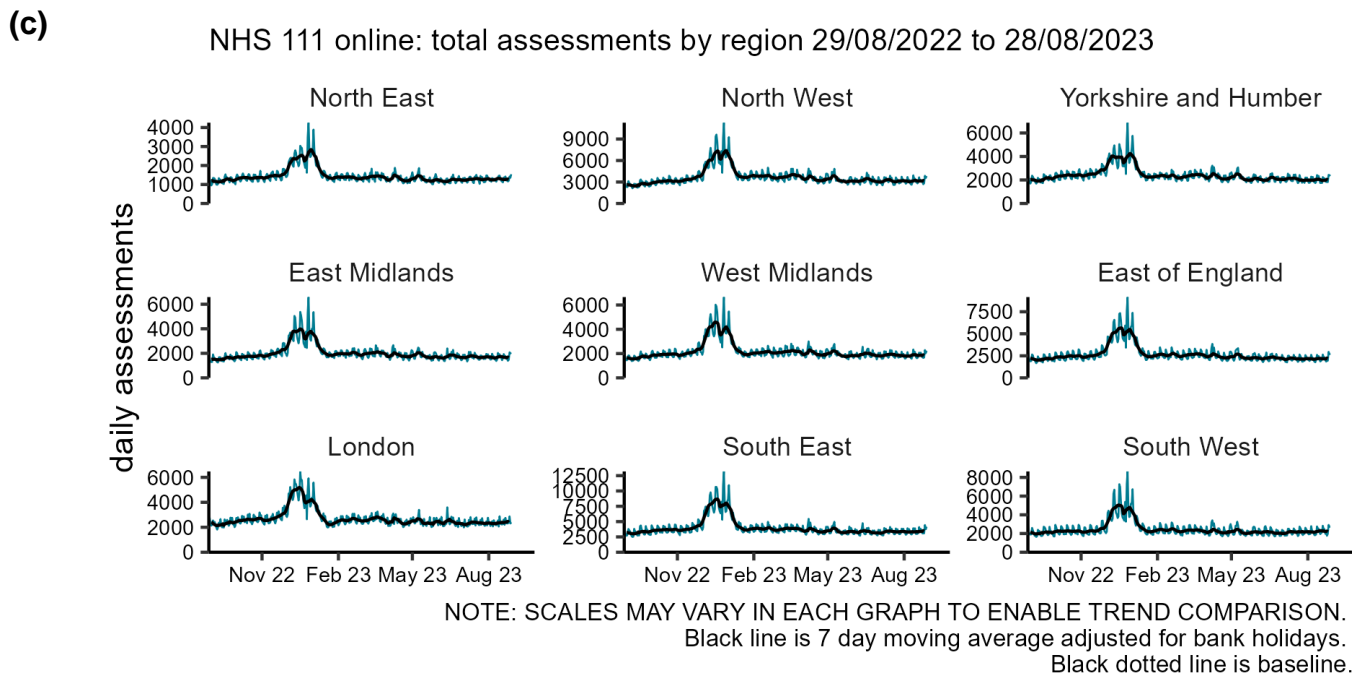 (c)
NHS 111 online: total assessments by region 29/08/2022 to 28/08/2023
daily assessments
North East
4000
3000
2000
1000
0
North West
9000
6000
3000
0
Yorkshire and Humber
6000
4000
2000
0
East Midlands
6000
4000
2000
0
West Midlands
6000
4000
2000
0
East of England
7500
5000
2500
0
London
6000
4000
2000
0
Nov 22 Feb 23 May 23 Aug 23
South East
12500
10000
7500
5000
2500
0
Nov 22 Feb 23 May 23 Aug 23
South West
8000
6000
4000
2000
0
Nov 22 Feb 23 May 23 Aug 23
NOTE: SCALES MAY VARY IN EACH GRAPH TO ENABLE TREND COMPARISON.
Black line is 7 day moving average adjusted for bank holidays.
Black dotted line is baseline.